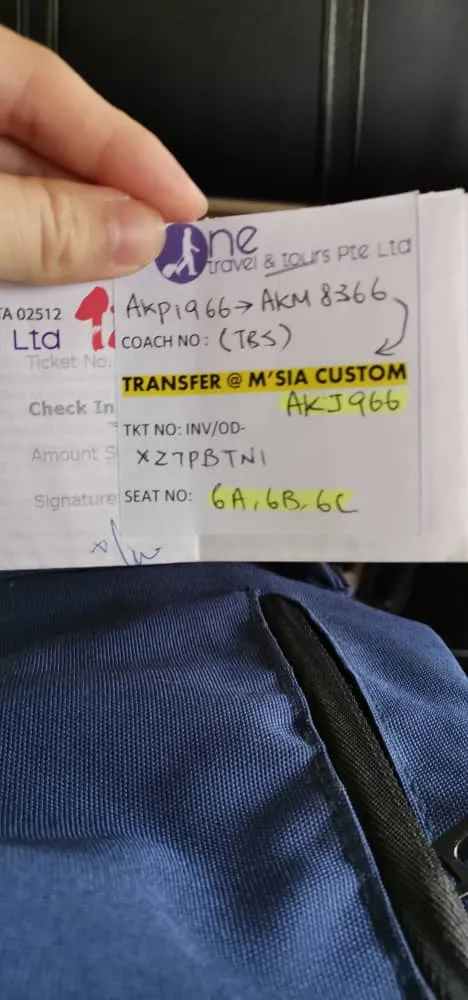 One
travel & tours Pte Ltd
AKP1966→AKM 8366
COACH NO: (TBS)
TRANSFER @ M'SIA CUSTOM
AKJ966
TKT NO: INV/OD-
XZ7PBTN1
SEAT NO: 6A, 6B, 6C
TA 02512
Ltd
Ticket No.
Check In
Amount S
Signature